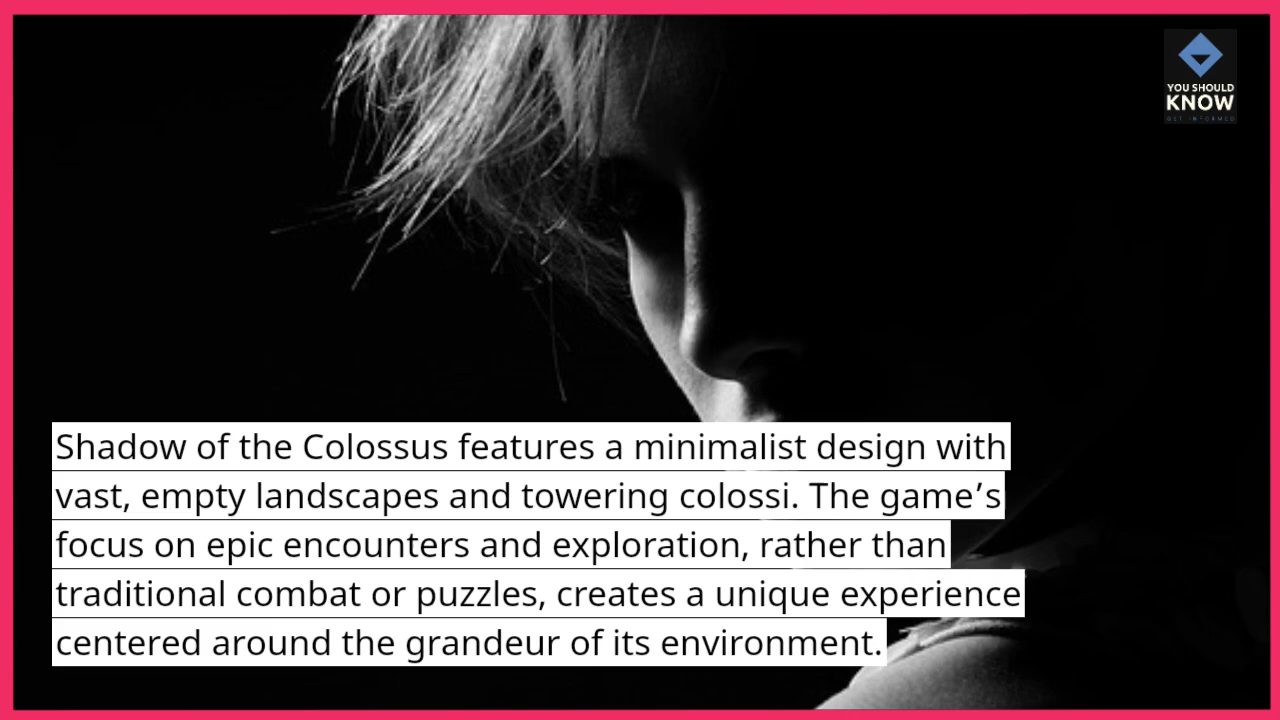 YOU SHOULD
KNOW
GET INFORMED
Shadow of the Colossus features a minimalist design with
vast, empty landscapes and towering colossi. The game’s
focus on epic encounters and exploration, rather than
traditional combat or puzzles, creates a unique experience
centered around the grandeur of its environment.